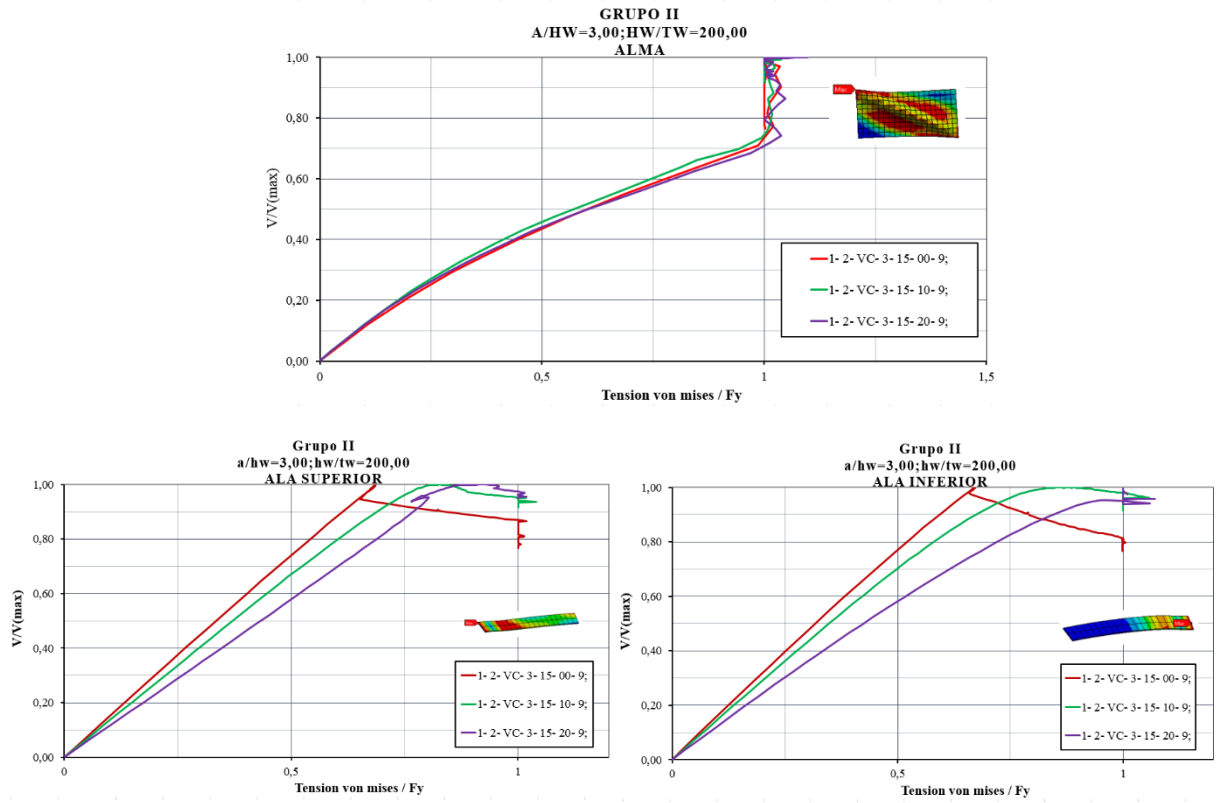 GRUPO II
A/HW=3,00;HW/TW=200,00
ALMA
1,00
0,80
0,60
0,40
0,20
0,00
V/V(max)
Max
1- 2- VC- 3- 15- 00- 9;
1- 2- VC- 3- 15- 10- 9;
1- 2- VC- 3- 15- 20- 9;
0 0,5 1 1,5
Tension von mises / Fy
Grupo II
a/hw=3,00;hw/tw=200,00
ALA SUPERIOR
1,00
0,80
0,60
0,40
0,20
0,00
V/V(max)
1- 2- VC- 3- 15- 00- 9;
1- 2- VC- 3- 15- 10- 9;
1- 2- VC- 3- 15- 20- 9;
0 0,5 1
Tension von mises / Fy
Grupo II
a/hw=3,00;hw/tw=200,00
ALA INFERIOR
1,00
0,80
0,60
0,40
0,20
0,00
V/V(max)
1- 2- VC- 3- 15- 00- 9;
1- 2- VC- 3- 15- 10- 9;
1- 2- VC- 3- 15- 20- 9;
0 0,5 1
Tension von mises / Fy